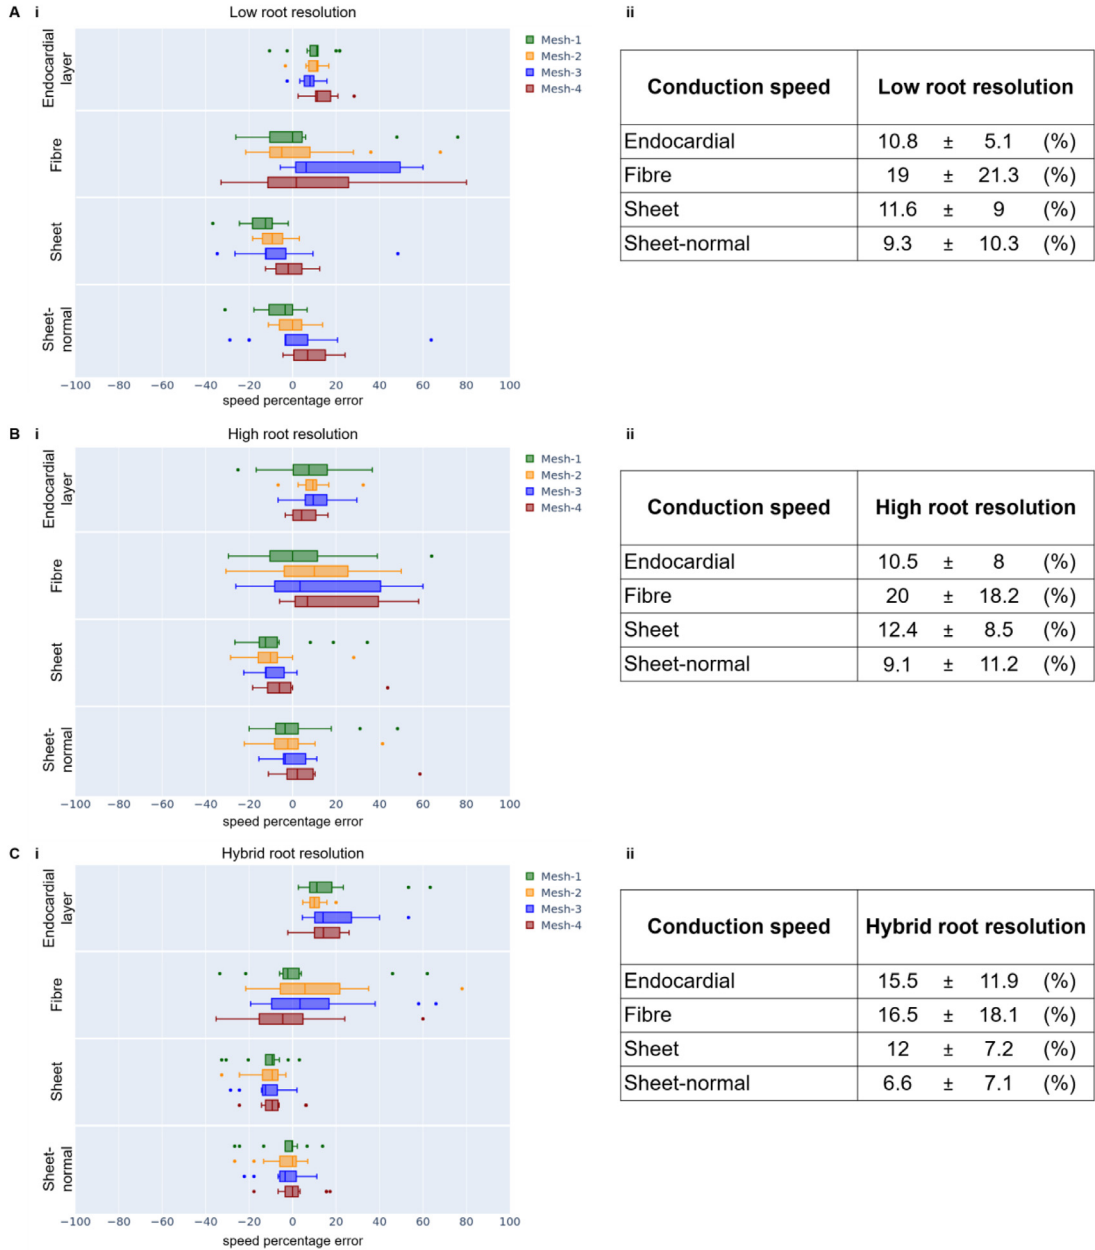 A i Low root resolution ii
Endocardial
layer
Fibre
Sheet
Sheet-
normal
Mesh-1
Mesh-2
Mesh-3
Mesh-4
−100 −80 −60 −40 −20 0 20 40 60 80 100
speed percentage error
Conduction speed Low root resolution
Endocardial 10.8 ± 5.1 (%)
Fibre 19 ± 21.3 (%)
Sheet 11.6 ± 9 (%)
Sheet-normal 9.3 ± 10.3 (%)
B i High root resolution ii
Endocardial
layer
Fibre
Sheet
Sheet-
normal
Mesh-1
Mesh-2
Mesh-3
Mesh-4
−100 −80 −60 −40 −20 0 20 40 60 80 100
speed percentage error
Conduction speed High root resolution
Endocardial 10.5 ± 8 (%)
Fibre 20 ± 18.2 (%)
Sheet 12.4 ± 8.5 (%)
Sheet-normal 9.1 ± 11.2 (%)
C i Hybrid root resolution ii
Endocardial
layer
Fibre
Sheet
Sheet-
normal
Mesh-1
Mesh-2
Mesh-3
Mesh-4
−100 −80 −60 −40 −20 0 20 40 60 80 100
speed percentage error
Conduction speed Hybrid root resolution
Endocardial 15.5 ± 11.9 (%)
Fibre 16.5 ± 18.1 (%)
Sheet 12 ± 7.2 (%)
Sheet-normal 6.6 ± 7.1 (%)